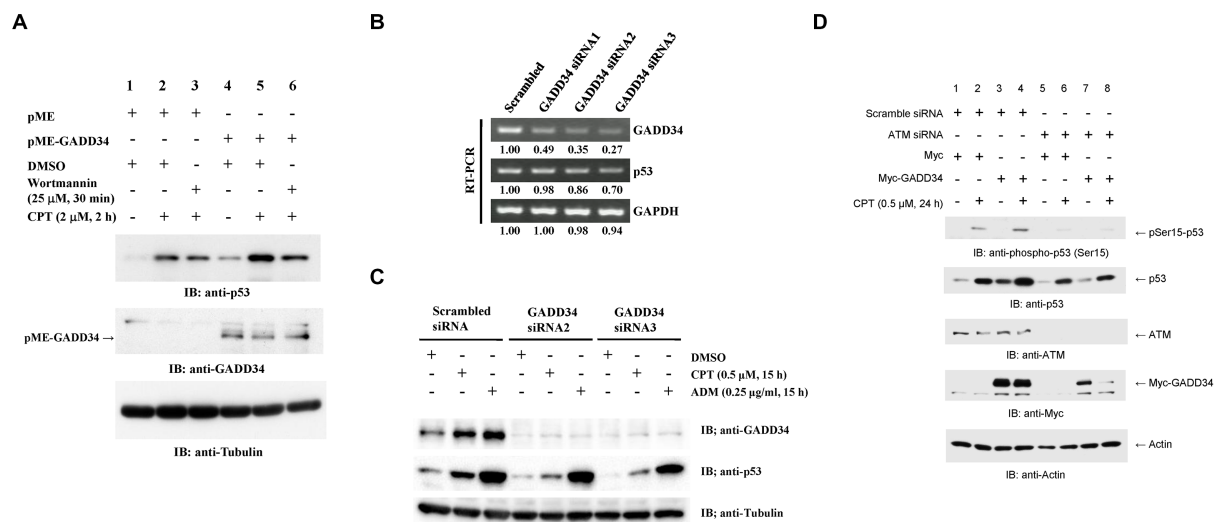 A
1 2 3 4 5 6
pME + + + - - -
pME-GADD34 - - - + + +
DMSO + + - + + -
Wortmannin
(25 µM, 30 min) - - + - - +
CPT (2 µM, 2 h) - + + - + +
IB: anti-p53
pME-GADD34 →
IB: anti-GADD34
IB: anti-Tubulin
B
Scrambled
GADD34 siRNA1
GADD34 siRNA2
GADD34 siRNA3
RT-PCR
GADD34
1.00 0.49 0.35 0.27
p53
1.00 0.98 0.86 0.70
GAPDH
1.00 1.00 0.98 0.94
C
Scrambled
siRNA
GADD34
siRNA2
GADD34
siRNA3
+ - - + - - + - - DMSO
- + - - + - - + - CPT (0.5 µM, 15 h)
- - + - - + - - + ADM (0.25 µg/ml, 15 h)
IB; anti-GADD34
IB; anti-p53
IB; anti-Tubulin
D
1 2 3 4 5 6 7 8
Scramble siRNA + + + + - - - -
ATM siRNA - - - - + + + +
Myc + + - - + + - -
Myc-GADD34 - - + + - - + +
CPT (0.5 µM, 24 h) - + - + - + - +
← pSer15-p53
IB: anti-phospho-p53 (Ser15)
← p53
IB: anti-p53
← ATM
IB: anti-ATM
← Myc-GADD34
IB: anti-Myc
← Actin
IB: anti-Actin